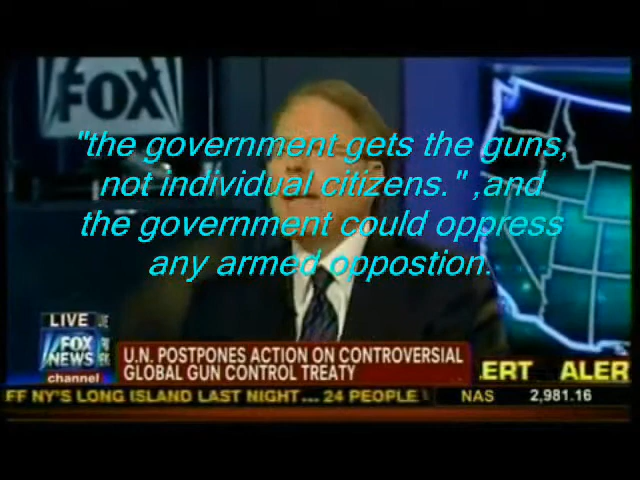 FOX
"the government gets the guns,
not individual citizens." ,and
the government could oppress
any armed oppostion.
LIVE
FOX
NEWS
channel
U.N. POSTPONES ACTION ON CONTROVERSIAL
GLOBAL GUN CONTROL TREATY
ERT ALER
FF NY'S LONG ISLAND LAST NIGHT... 24 PEOPLE
NAS 2,981.16